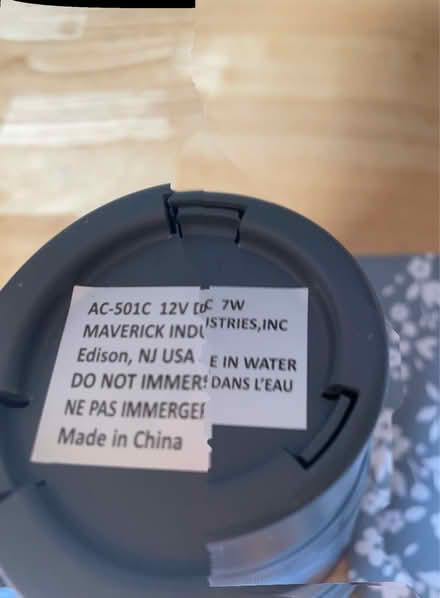 AC-501C 12V DC 7W
MAVERICK INDUSTRIES,INC
Edison, NJ USA
DO NOT IMMERSE IN WATER
NE PAS IMMERGER DANS L'EAU
Made in China